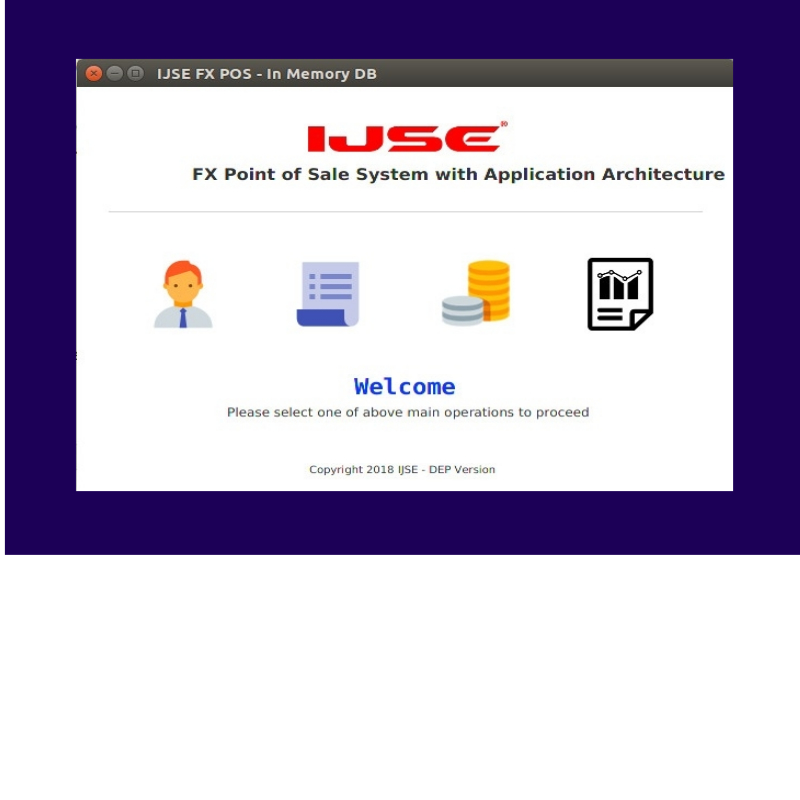 IJSE FX POS - In Memory DB
IJSE®
FX Point of Sale System with Application Architecture
Welcome
Please select one of above main operations to proceed
Copyright 2018 IJSE - DEP Version